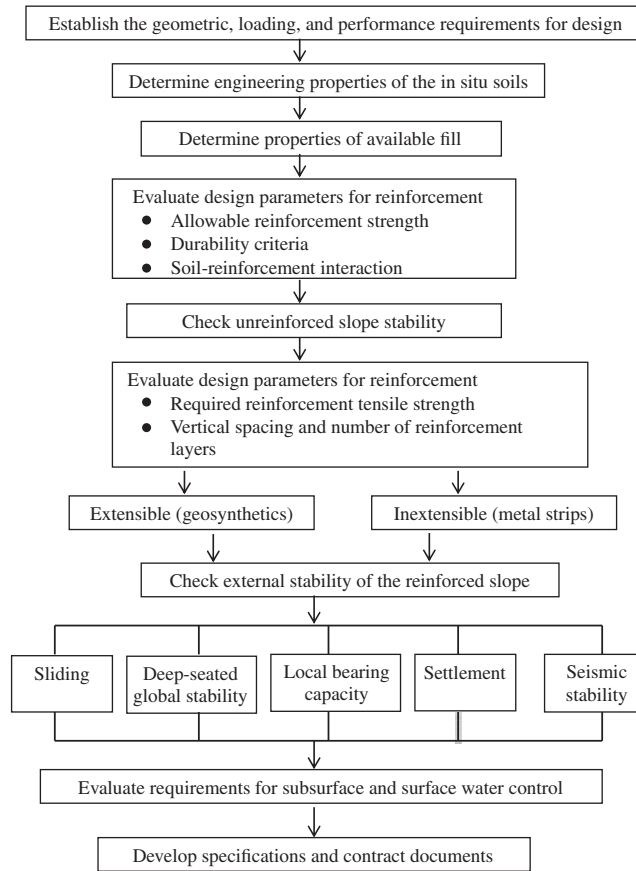 Establish the geometric, loading, and performance requirements for design
Determine engineering properties of the in situ soils
Determine properties of available fill
Evaluate design parameters for reinforcement
● Allowable reinforcement strength
● Durability criteria
● Soil-reinforcement interaction
Check unreinforced slope stability
Evaluate design parameters for reinforcement
● Required reinforcement tensile strength
● Vertical spacing and number of reinforcement
layers
Extensible (geosynthetics)
Inextensible (metal strips)
Check external stability of the reinforced slope
Sliding
Deep-seated
global stability
Local bearing
capacity
Settlement
Seismic
stability
Evaluate requirements for subsurface and surface water control
Develop specifications and contract documents